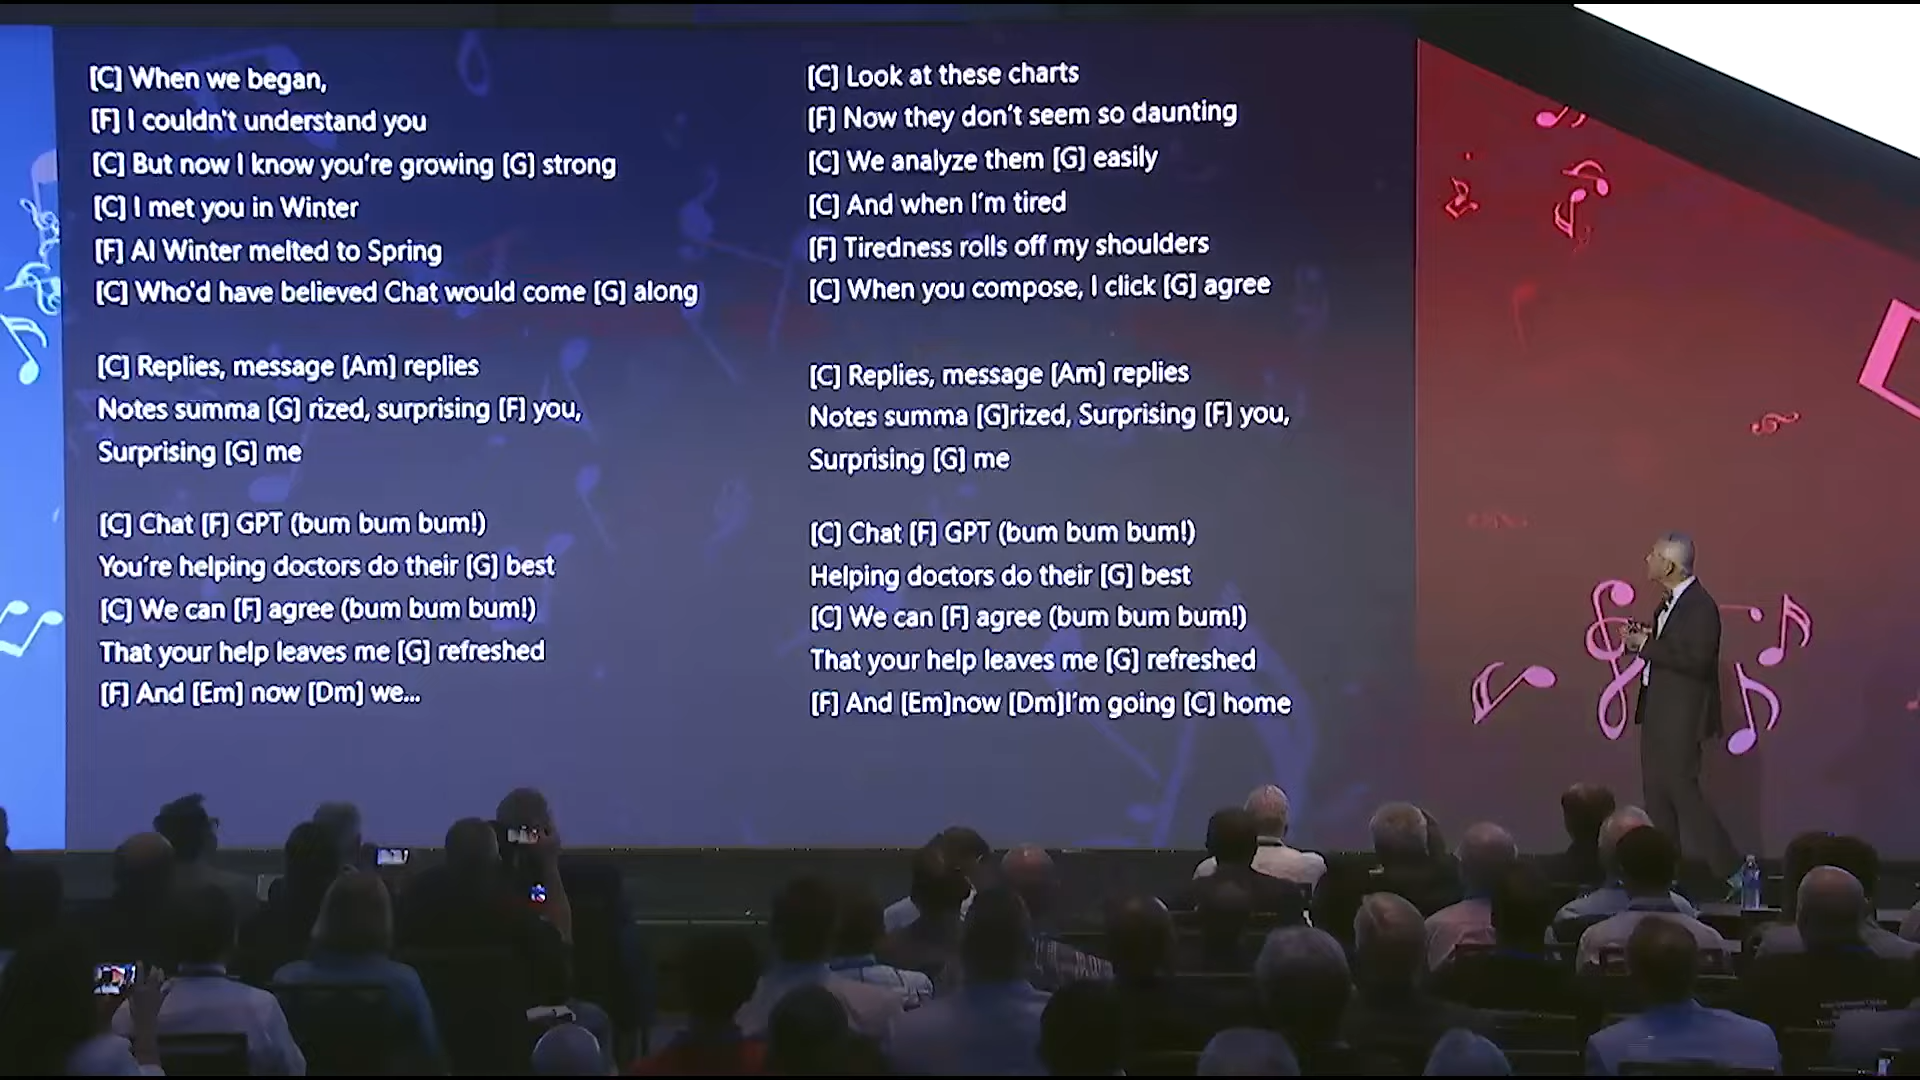 [C] When we began,
[F] I couldn't understand you
[C] But now I know you're growing [G] strong
[C] I met you in Winter
[F] AI Winter melted to Spring
[C] Who'd have believed Chat would come [G] along
[C] Replies, message [Am] replies
Notes summa [G] rized, surprising [F] you,
Surprising [G] me
[C] Chat [F] GPT (bum bum bum!)
You're helping doctors do their [G] best
[C] We can [F] agree (bum bum bum!)
That your help leaves me [G] refreshed
[F] And [Em] now [Dm] we...
[C] Look at these charts
[F] Now they don't seem so daunting
[C] We analyze them [G] easily
[C] And when I'm tired
[F] Tiredness rolls off my shoulders
[C] When you compose, I click [G] agree
[C] Replies, message [Am] replies
Notes summa [G]rized, Surprising [F] you,
Surprising [G] me
[C] Chat [F] GPT (bum bum bum!)
Helping doctors do their [G] best
[C] We can [F] agree (bum bum bum!)
That your help leaves me [G] refreshed
[F] And [Em]now [Dm]I'm going [C] home